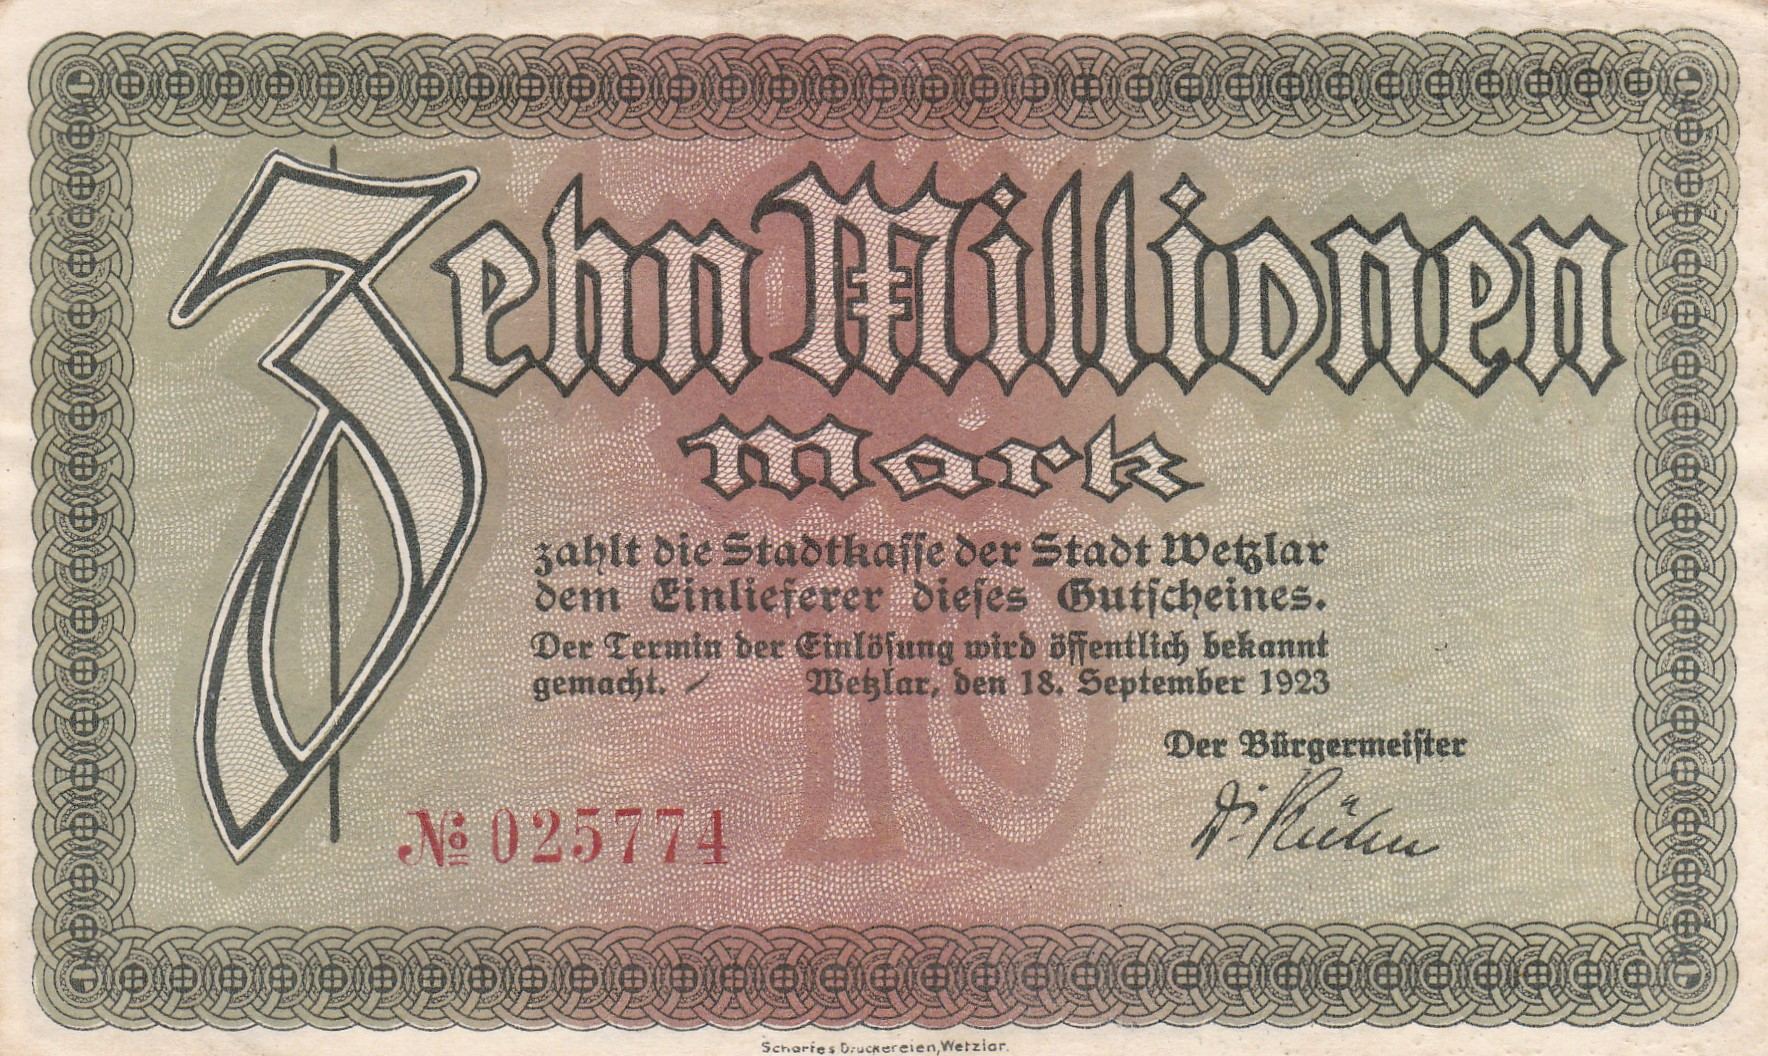 Zehn Millionen
Mark
zahlt die Stadtkasse der Stadt Wetzlar
dem Einlieferer dieses Gutscheines.
Der Termin der Einlösung wird öffentlich bekannt
gemacht. Wetzlar, den 18. September 1923
Der Bürgermeister
№ 025774
10
Scharfes Druckereien, Wetzlar.